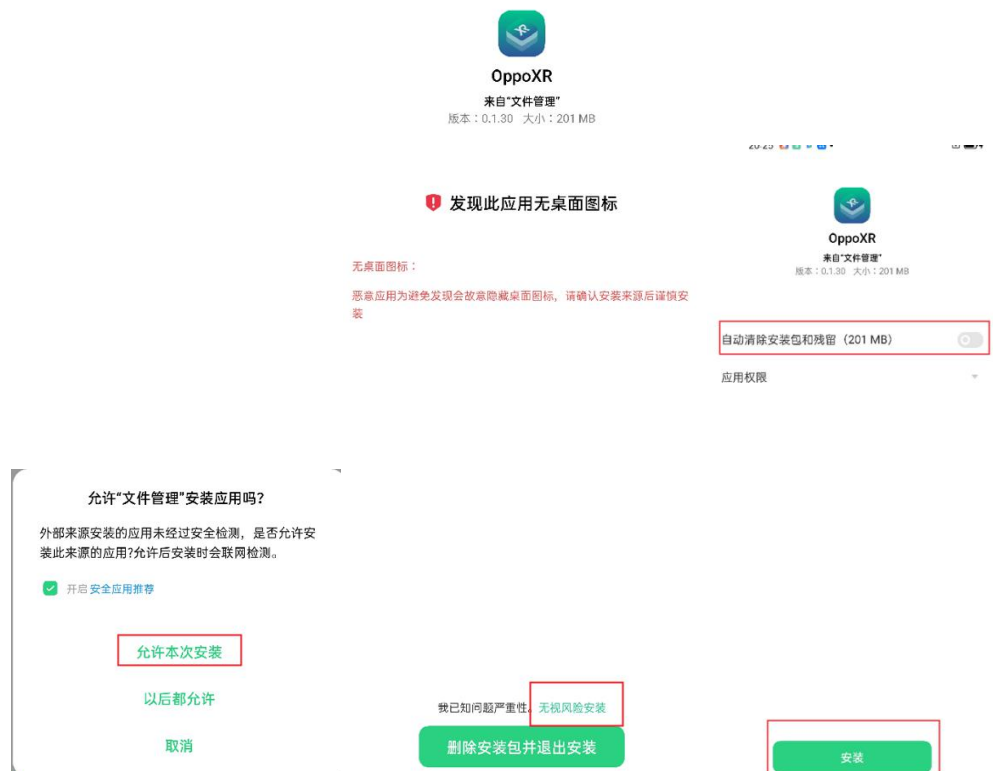 OppoXR
来自“文件管理”
版本：0.1.30 大小：201 MB
发现此应用无桌面图标
无桌面图标：
恶意应用为避免发现会故意隐藏桌面图标，请确认安装来源后谨慎安
装
OppoXR
来自“文件管理”
版本：0.1.30 大小：201 MB
自动清除安装包和残留（201 MB）
应用权限
允许“文件管理”安装应用吗？
外部来源安装的应用未经过安全检测，是否允许安
装此来源的应用?允许后安装时会联网检测。
开启 安全应用推荐
允许本次安装
以后都允许
取消
我已知问题严重性, 无视风险安装
删除安装包并退出安装
安装